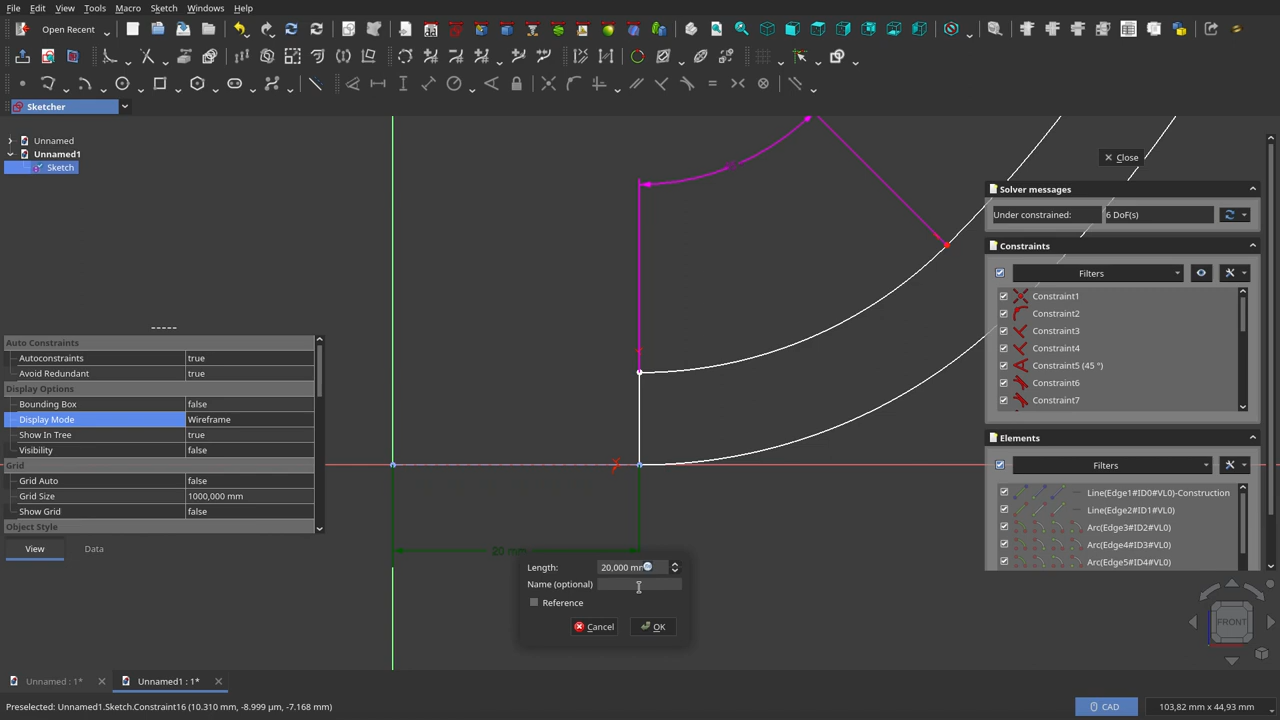 File Edit View Tools Macro Sketch Windows Help
Open Recent
Sketcher
Unnamed
Unnamed1
Sketch
Close
Solver messages
Under constrained: 6 DoF(s)
Constraints
Filters
Constraint1
Constraint2
Constraint3
Constraint4
Constraint5 (45 °)
Constraint6
Constraint7
Auto Constraints
Autoconstraints true
Avoid Redundant true
Display Options
Bounding Box false
Display Mode Wireframe
Show In Tree true
Visibility false
Grid
Grid Auto false
Grid Size 1000,000 mm
Show Grid false
Object Style
View Data
Elements
Filters
Line(Edge1#ID0#VL0)-Construction
Line(Edge2#ID1#VL0)
Arc(Edge3#ID2#VL0)
Arc(Edge4#ID3#VL0)
Arc(Edge5#ID4#VL0)
20 mm
Length: 20,000 mm
Name (optional)
Reference
Cancel OK
FRONT
Unnamed : 1* Unnamed1 : 1*
Preselected: Unnamed1.Sketch.Constraint16 (10.310 mm, -8.999 µm, -7.168 mm) CAD 103,82 mm x 44,93 mm